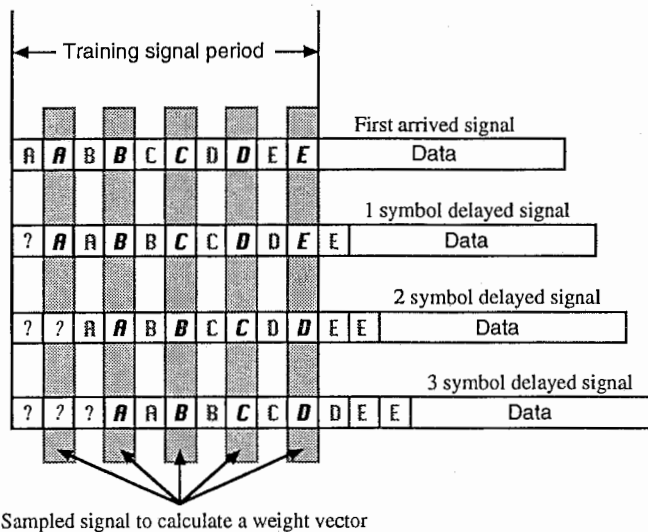 Training signal period
First arrived signal
A A B B C C D D E E Data
1 symbol delayed signal
? A A B B C C D D E E Data
2 symbol delayed signal
? ? A A B B C C D D E E Data
3 symbol delayed signal
? ? ? A A B B C C D D E E Data
Sampled signal to calculate a weight vector